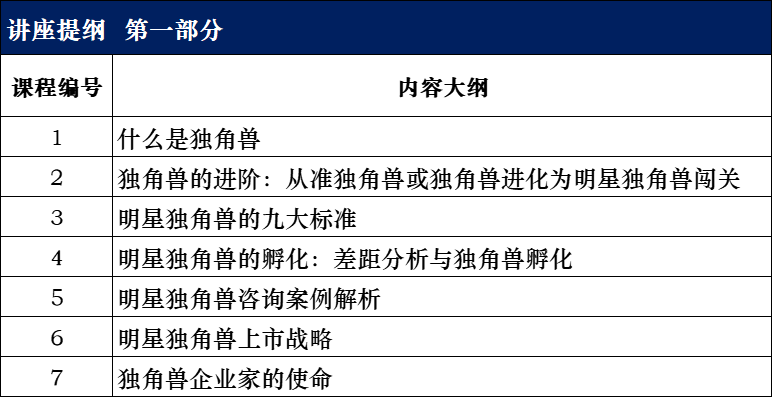 讲座提纲 第一部分
课程编号 内容大纲
1 什么是独角兽
2 独角兽的进阶：从准独角兽或独角兽进化为明星独角兽闯关
3 明星独角兽的九大标准
4 明星独角兽的孵化：差距分析与独角兽孵化
5 明星独角兽咨询案例解析
6 明星独角兽上市战略
7 独角兽企业家的使命